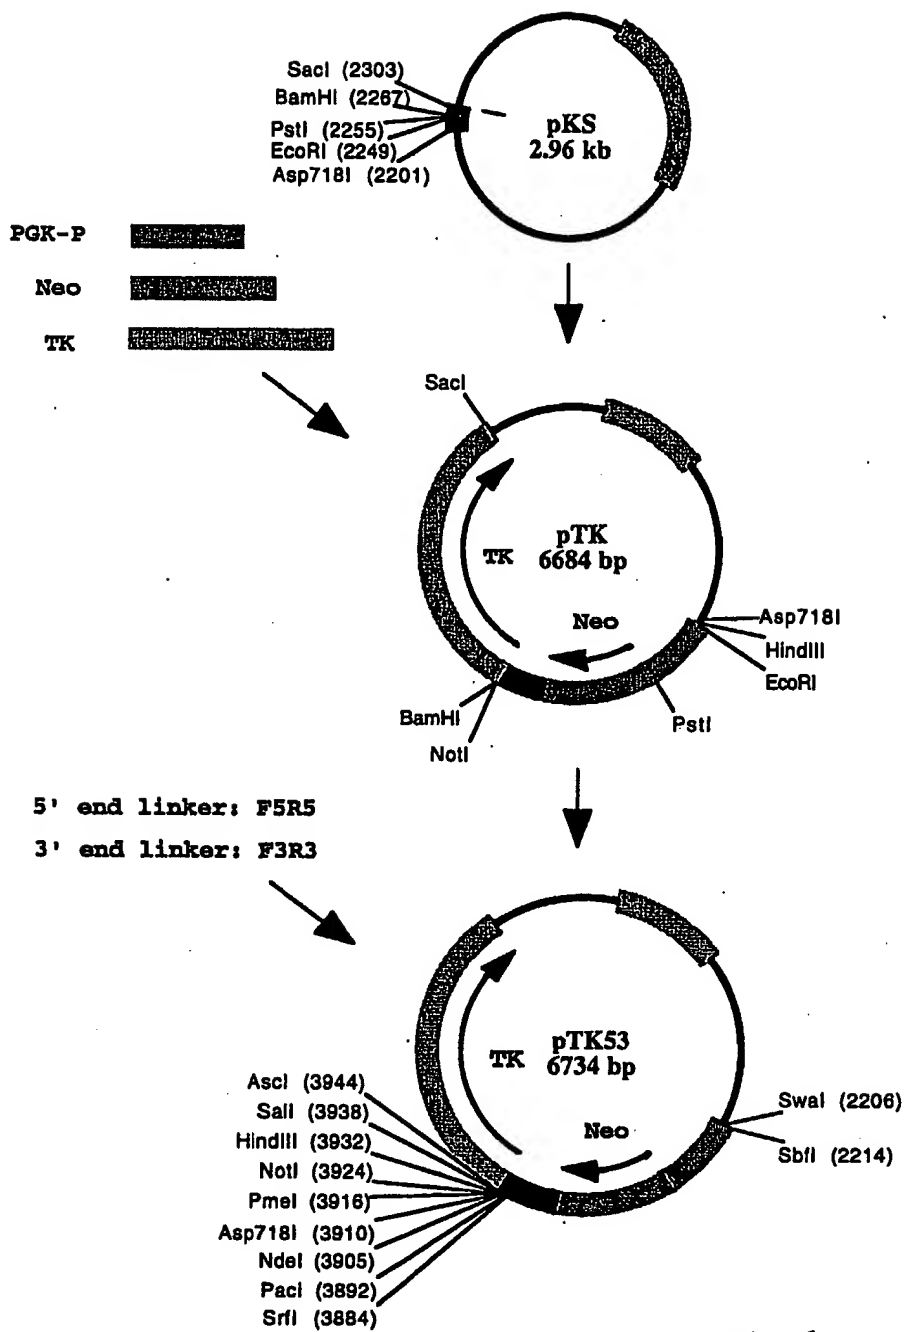 SacI (2303)
BamHI (2267)
PstI (2255)
EcoRI (2249)
Asp718I (2201)
pKS
2.96 kb
PGK-P
Neo
TK
SacI
pTK
6684 bp
TK
Neo
Asp718I
HindIII
EcoRI
PstI
BamHI
NotI
5' end linker: F5R5
3' end linker: F3R3
pTK53
6734 bp
TK
Neo
AscI (3944)
SalI (3938)
HindIII (3932)
NotI (3924)
PmeI (3916)
Asp718I (3910)
NdeI (3905)
PacI (3892)
SrfI (3884)
SwaI (2206)
SbfI (2214)